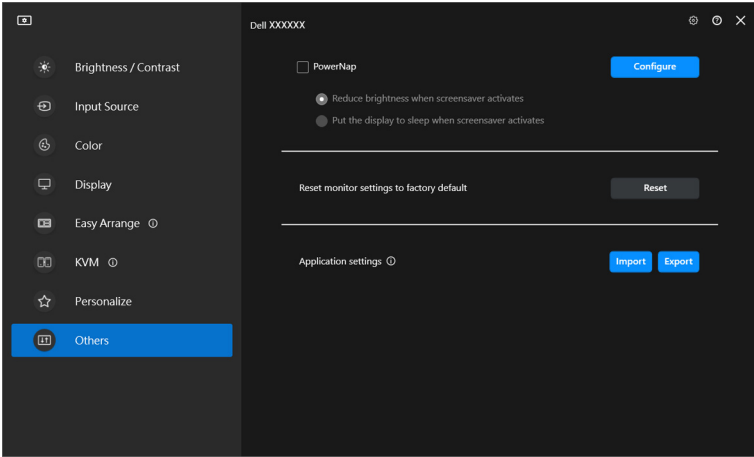 Dell XXXXXX
Brightness / Contrast
Input Source
Color
Display
Easy Arrange
KVM
Personalize
Others
PowerNap
Configure
Reduce brightness when screensaver activates
Put the display to sleep when screensaver activates
Reset monitor settings to factory default
Reset
Application settings
Import
Export